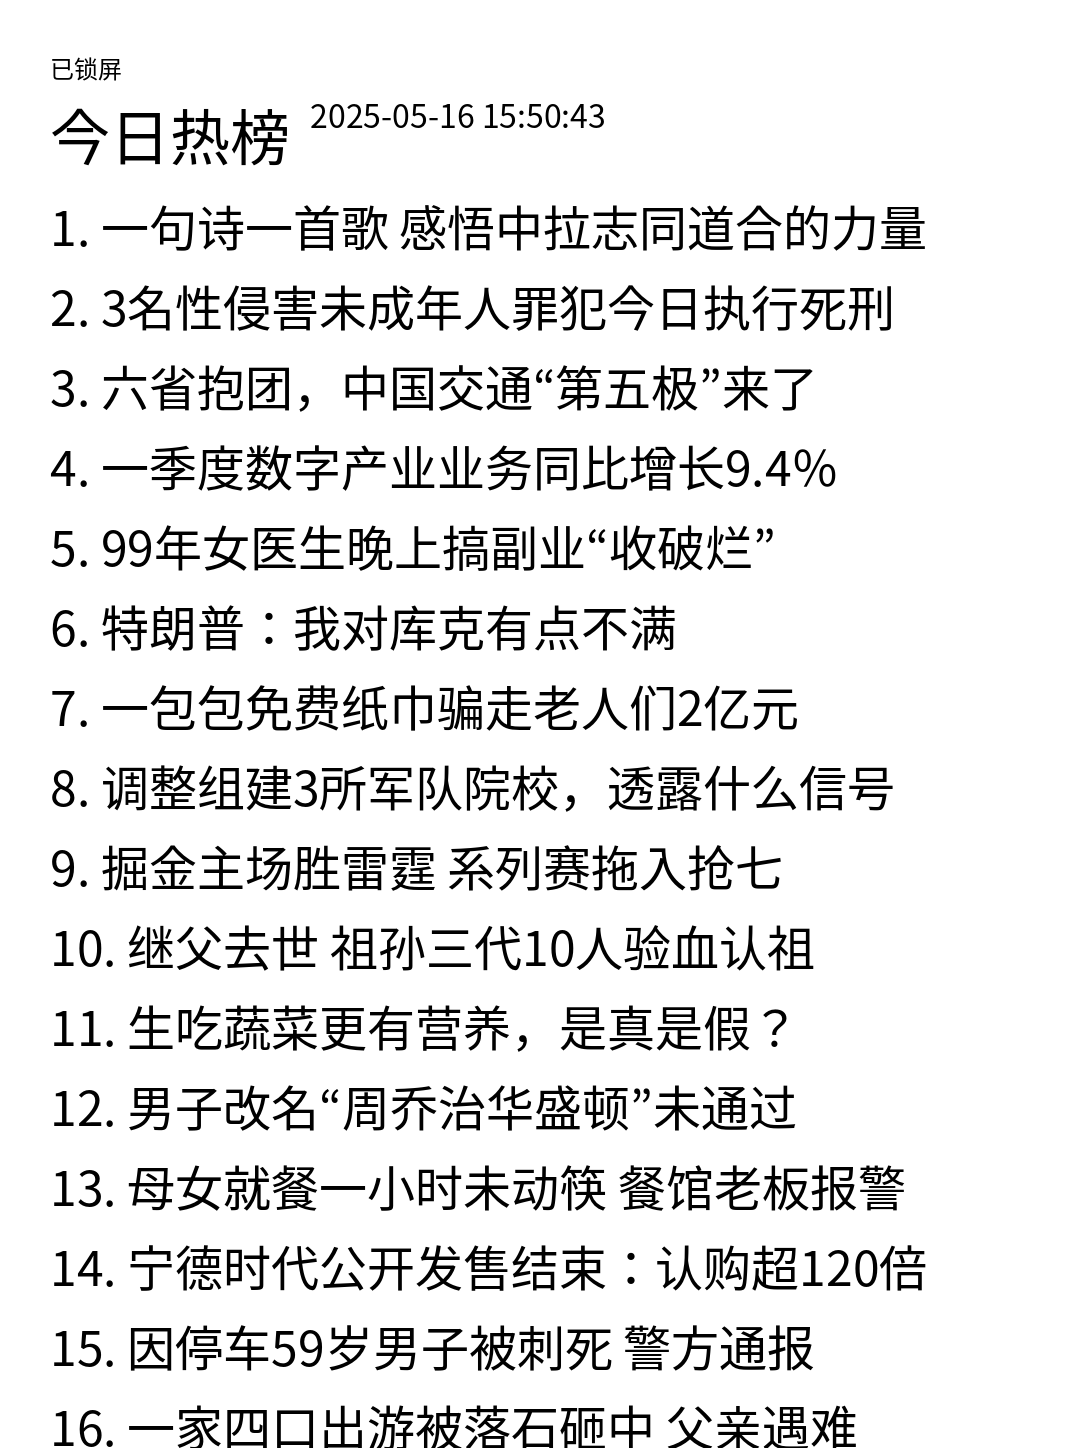 已锁屏
今日热榜 2025-05-16 15:50:43
1. 一句诗一首歌 感悟中拉志同道合的力量
2. 3名性侵害未成年人罪犯今日执行死刑
3. 六省抱团，中国交通“第五极”来了
4. 一季度数字产业业务同比增长9.4%
5. 99年女医生晚上搞副业“收破烂”
6. 特朗普：我对库克有点不满
7. 一包包免费纸巾骗走老人们2亿元
8. 调整组建3所军队院校，透露什么信号
9. 掘金主场胜雷霆 系列赛拖入抢七
10. 继父去世 祖孙三代10人验血认祖
11. 生吃蔬菜更有营养，是真是假？
12. 男子改名“周乔治华盛顿”未通过
13. 母女就餐一小时未动筷 餐馆老板报警
14. 宁德时代公开发售结束：认购超120倍
15. 因停车59岁男子被刺死 警方通报
16. 一家四口出游被落石砸中 父亲遇难